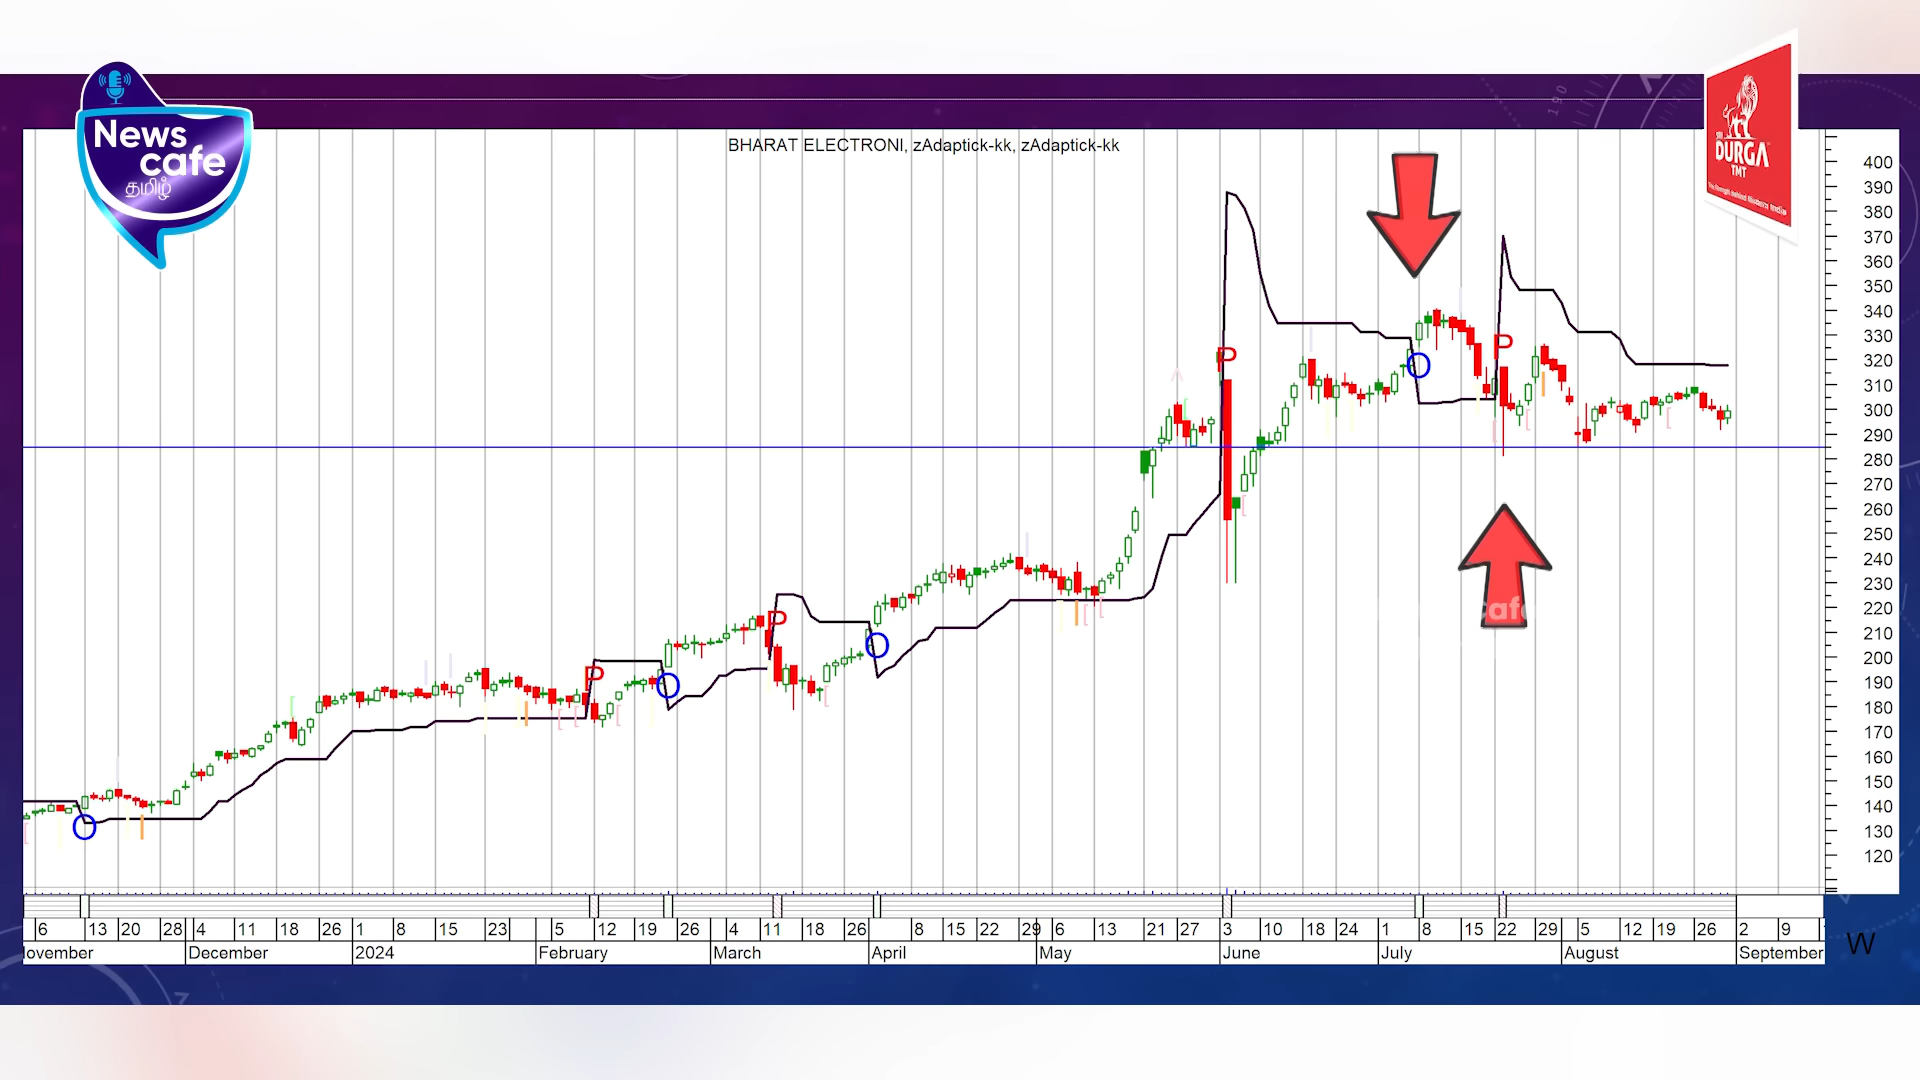 News
cafe
தமிழ்
SRI
DURGA
TMT
BHARAT ELECTRONI, zAdaptick-kk, zAdaptick-kk
400
390
380
370
360
350
340
330
320
310
300
290
280
270
260
250
240
230
220
210
200
190
180
170
160
150
140
130
120
P
P
P
P
O
O
O
O
cafe
6 13 20 28 4 11 18 26 1 8 15 23 5 12 19 26 4 11 18 26 8 15 22 29 6 13 21 27 3 10 18 24 1 8 15 22 29 5 12 19 26 2 9
ovember December 2024 February March April May June July August September
W